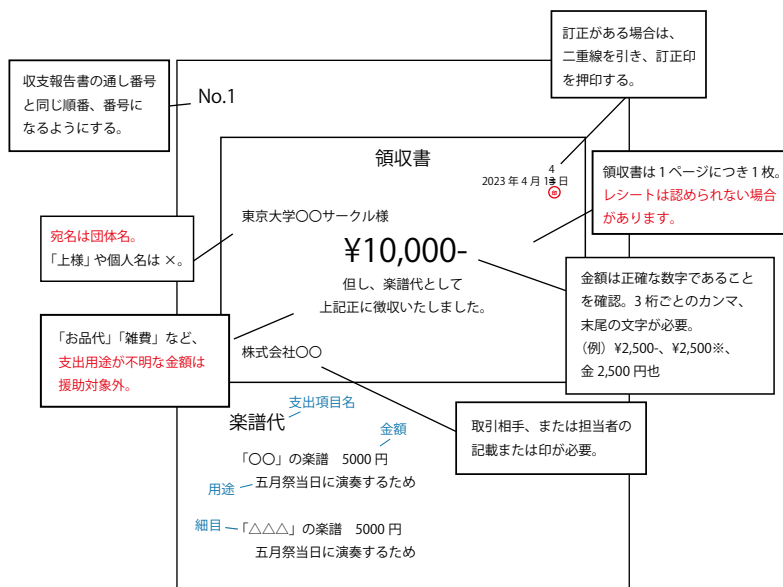 訂正がある場合は、
二重線を引き、訂正印
を押印する。
収支報告書の通し番号
と同じ順番、番号に
なるようにする。
No.1
領収書
4
2023 年 4 月 13 日
印
領収書は 1 ページにつき 1 枚。
レシートは認められない場合
があります。
東京大学〇〇サークル様
宛名は団体名。
「上様」や個人名は ×。
¥10,000-
但し、楽譜代として
上記正に徴収いたしました。
金額は正確な数字であること
を確認。3 桁ごとのカンマ、
末尾の文字が必要。
（例）¥2,500-、¥2,500※、
金 2,500 円也
「お品代」「雑費」など、
支出用途が不明な金額は
援助対象外。
株式会社〇〇
支出項目名
楽譜代
金額
取引相手、または担当者の
記載または印が必要。
「〇〇」の楽譜　5000 円
用途
五月祭当日に演奏するため
細目
「△△△」の楽譜　5000 円
五月祭当日に演奏するため